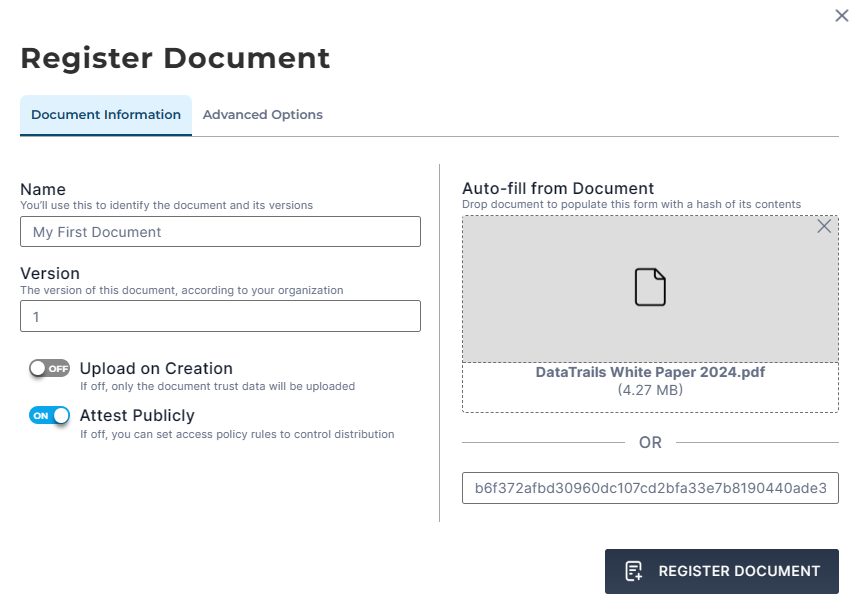 Register Document
Document Information
Advanced Options
Name
You'll use this to identify the document and its versions
My First Document
Version
The version of this document, according to your organization
1
OFF
Upload on Creation
If off, only the document trust data will be uploaded
ON
Attest Publicly
If off, you can set access policy rules to control distribution
Auto-fill from Document
Drop document to populate this form with a hash of its contents
DataTrails White Paper 2024.pdf
(4.27 MB)
OR
b6f372afbd30960dc107cd2bfa33e7b8190440ade3
REGISTER DOCUMENT